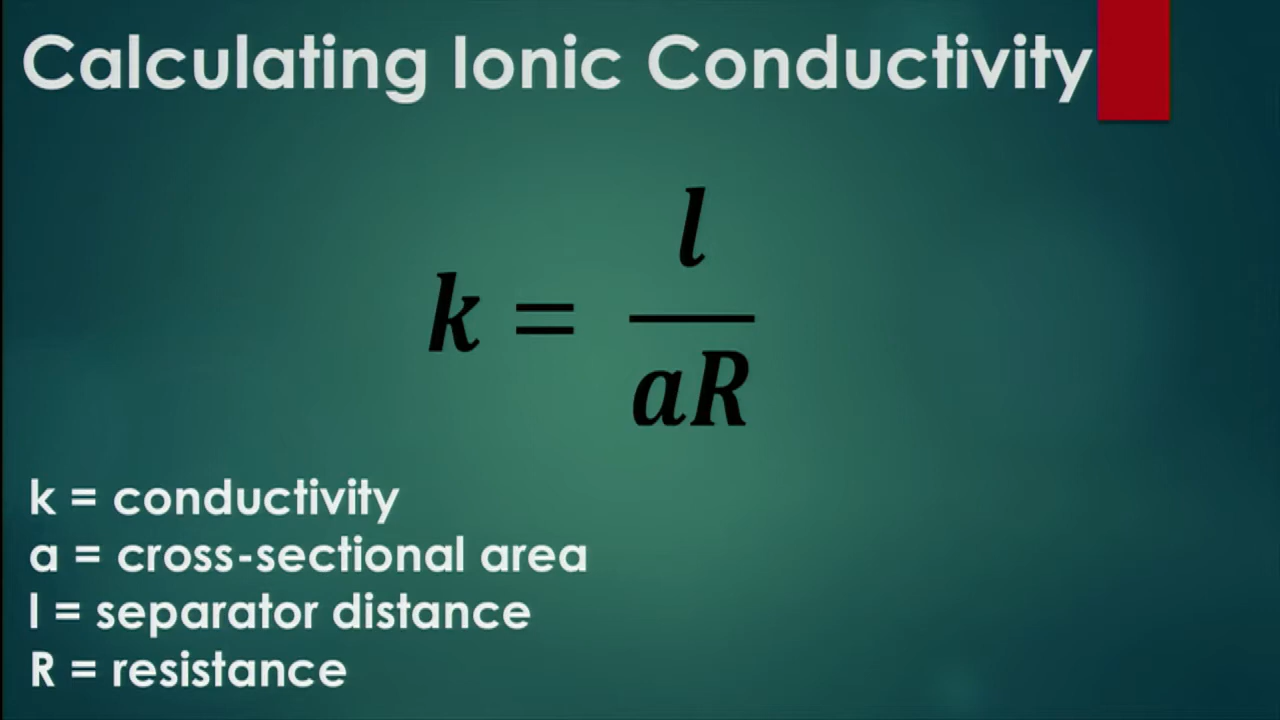 Calculating Ionic Conductivity
k = l / aR
k = conductivity
a = cross-sectional area
l = separator distance
R = resistance